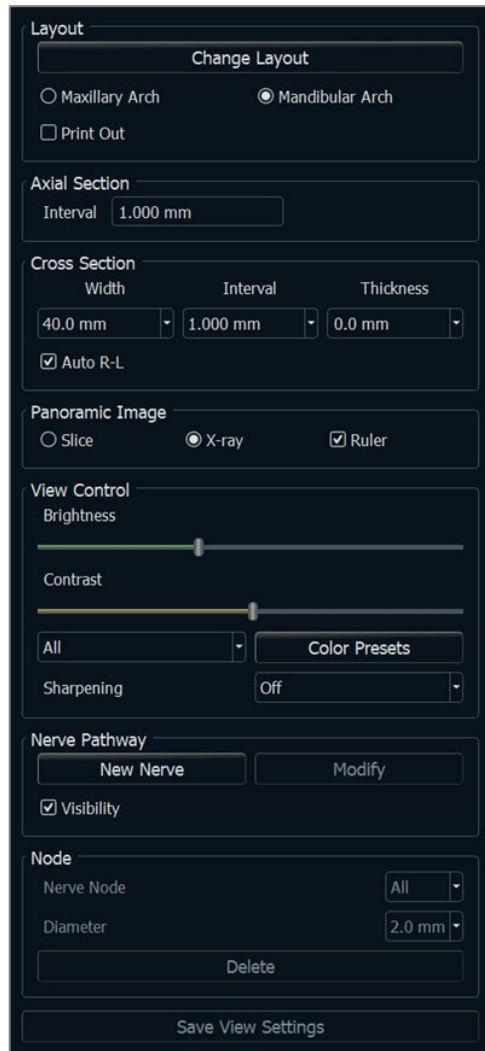 Layout
Change Layout
Maxillary Arch Mandibular Arch
Print Out
Axial Section
Interval 1.000 mm
Cross Section
Width Interval Thickness
40.0 mm 1.000 mm 0.0 mm
Auto R-L
Panoramic Image
Slice X-ray Ruler
View Control
Brightness
Contrast
All Color Presets
Sharpening Off
Nerve Pathway
New Nerve Modify
Visibility
Node
Nerve Node All
Diameter 2.0 mm
Delete
Save View Settings